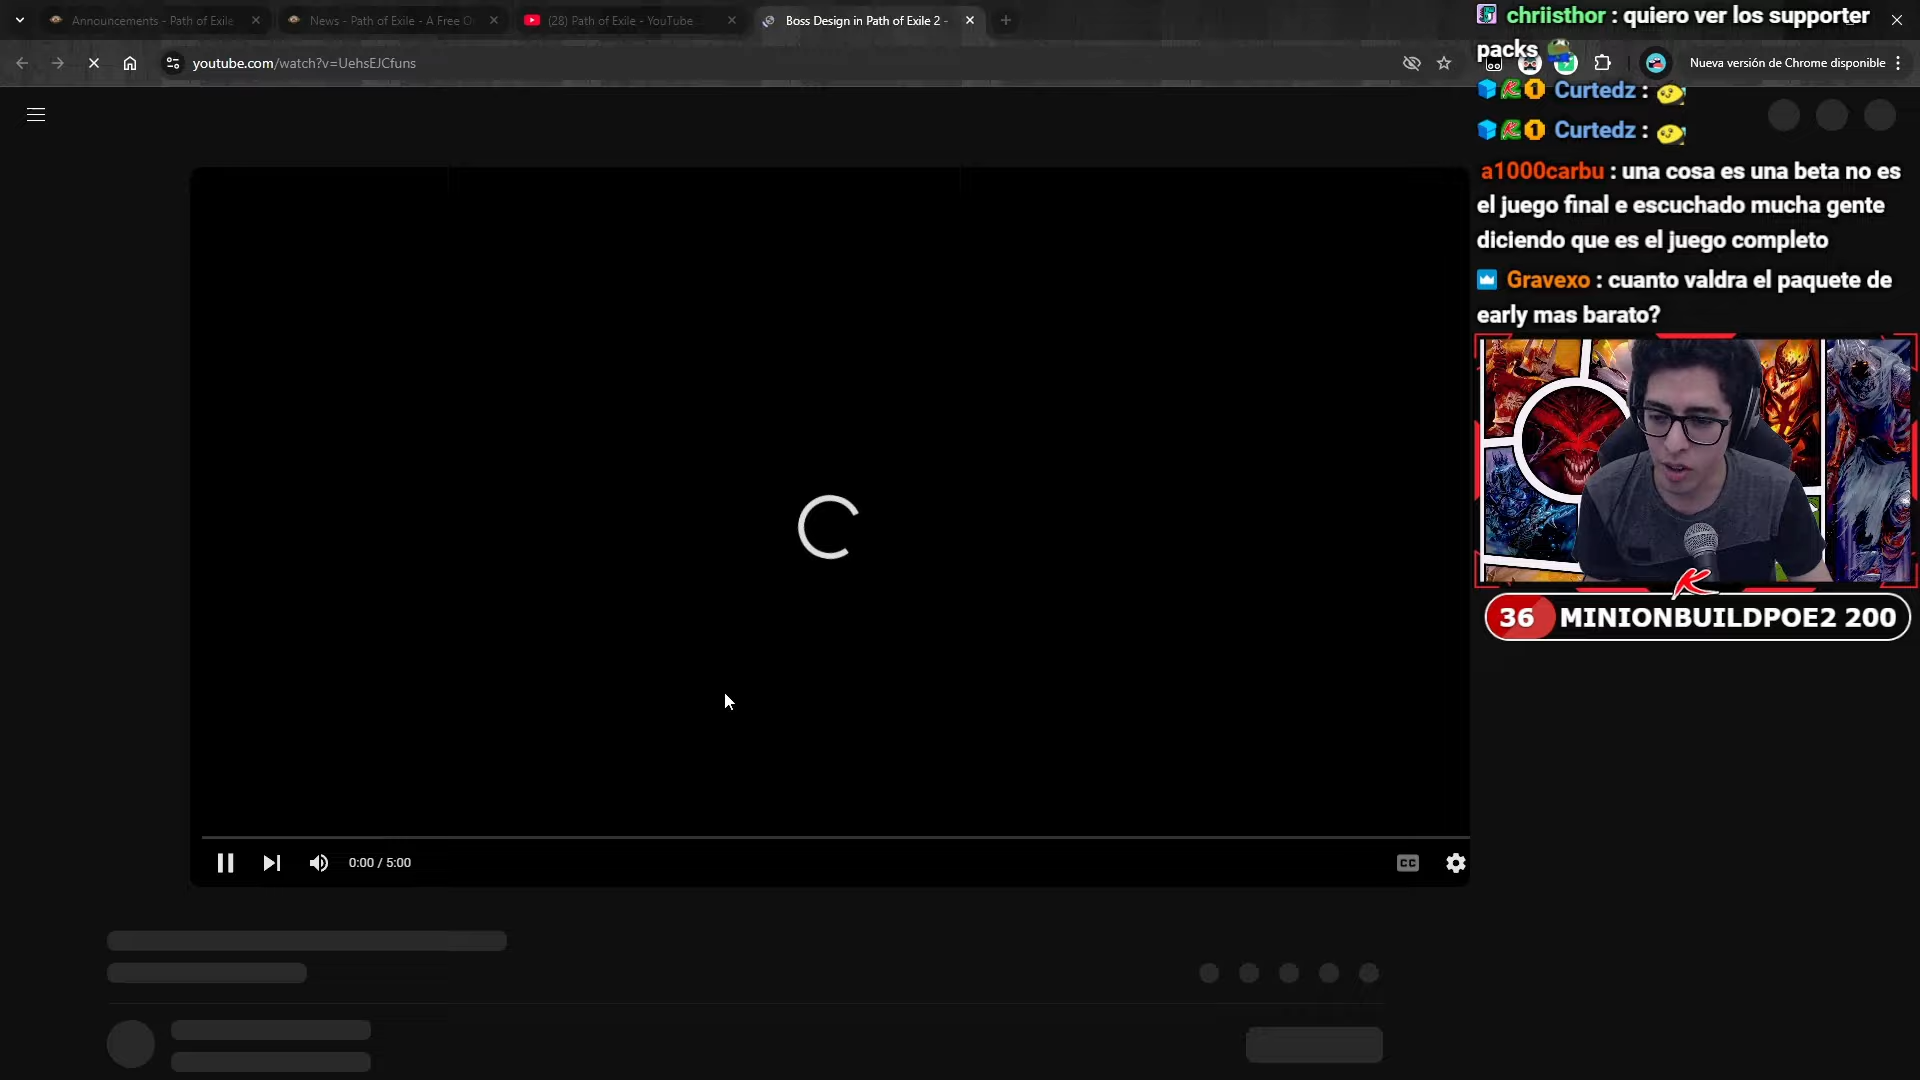 Announcements - Path of Exile
News - Path of Exile - A Free O
(28) Path of Exile - YouTube
Boss Design in Path of Exile 2 -
youtube.com/watch?v=UehsEJCfuns
Nueva versión de Chrome disponible
chriisthor : quiero ver los supporter
packs
1 Curtedz :
1 Curtedz :
a1000carbu : una cosa es una beta no es
el juego final e escuchado mucha gente
diciendo que es el juego completo
Gravexo : cuanto valdra el paquete de
early mas barato?
36 MINIONBUILDPOE2 200
0:00 / 5:00
CC